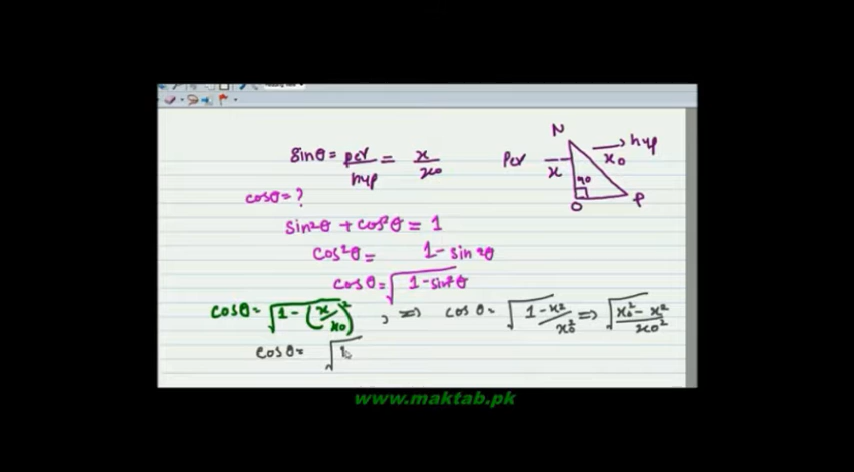 sinθ = per/hyp = x/x₀
N
hyp
x₀
Per
x
90
O
P
cosθ = ?
sin²θ + cos²θ = 1
cos²θ = 1 - sin²θ
cosθ = √1-sin²θ
cosθ = √1-(x/x₀)² , => cosθ = √1-x²/x₀² => √x₀²-x²/x₀²
cosθ = √1
www.maktab.pk